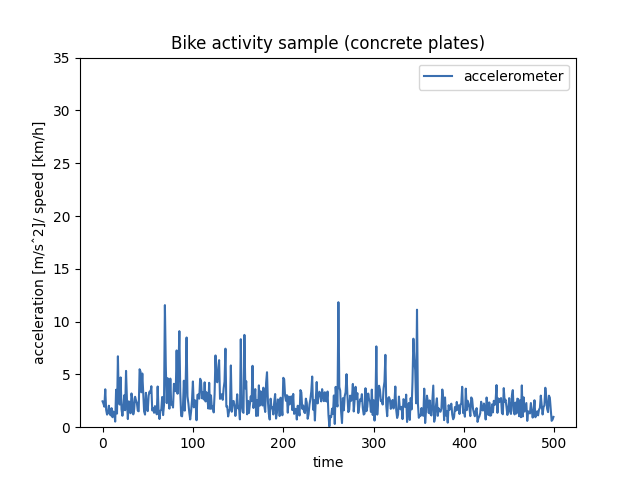 Bike activity sample (concrete plates)
accelerometer
acceleration [m/sˆ2]/ speed [km/h]
35
30
25
20
15
10
5
0
0 100 200 300 400 500
time